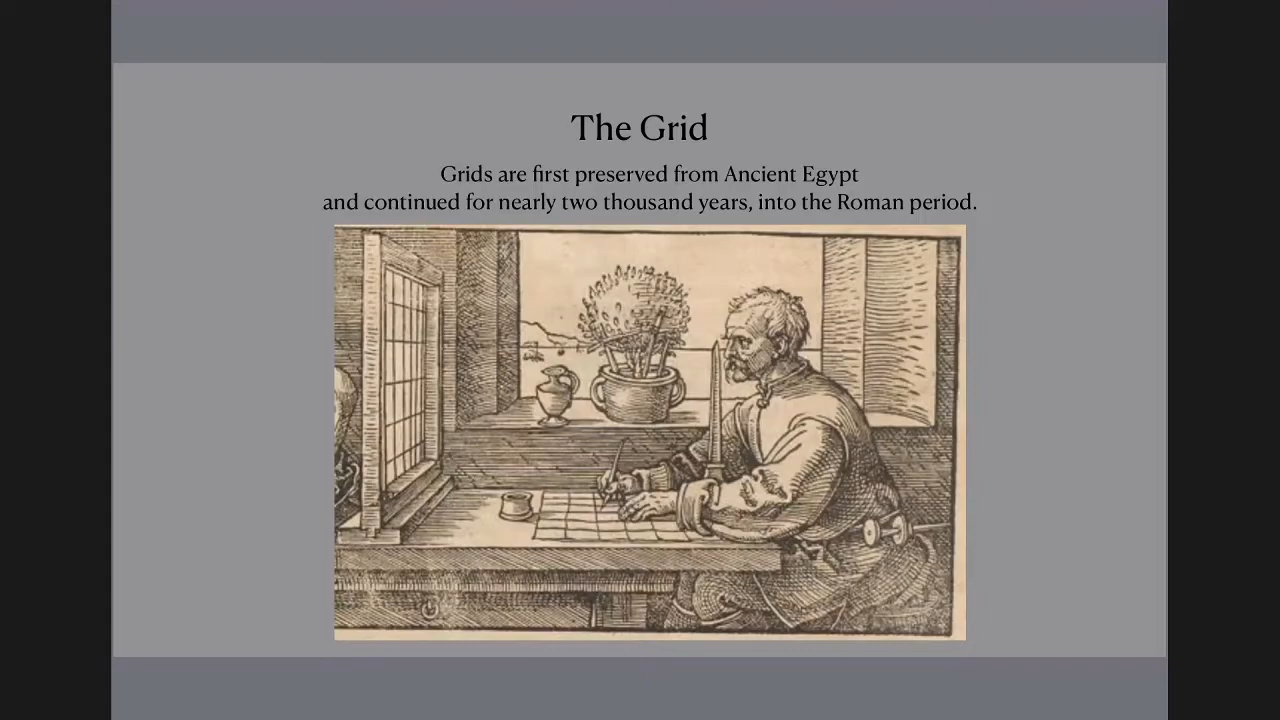 The Grid
Grids are first preserved from Ancient Egypt
and continued for nearly two thousand years, into the Roman period.